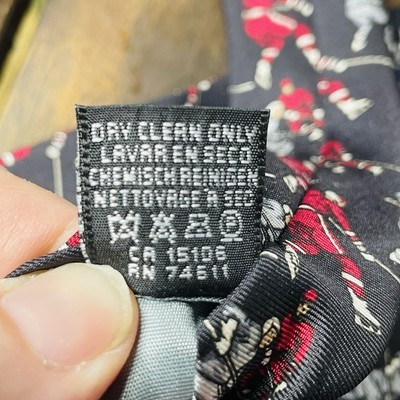 DRY CLEAN ONLY
LAVAR EN SECO
CHEMISCH REINIGEN
NETTOYAGE À SEC
CA 15106
RN 74611